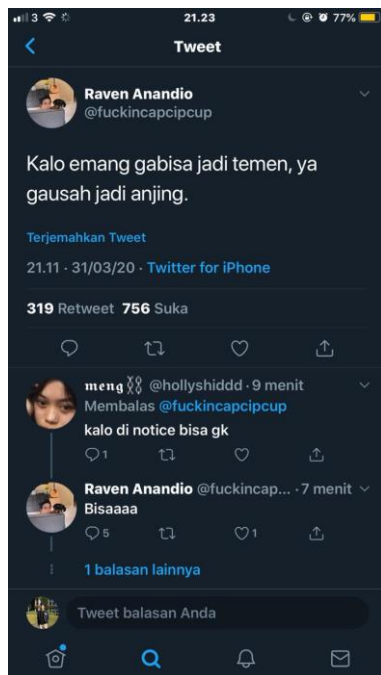 3 21.23 77%
Tweet
Raven Anandio
@fuckincapcipcup
Kalo emang gabisa jadi temen, ya
gausah jadi anjing.
Terjemahkan Tweet
21.11 · 31/03/20 · Twitter for iPhone
319 Retweet 756 Suka
𝖒𝖊𝖓𝖌 @hollyshiddd · 9 menit
Membalas @fuckincapcipcup
kalo di notice bisa gk
1
Raven Anandio @fuckincap... · 7 menit
Bisaaaa
5 1
1 balasan lainnya
Tweet balasan Anda